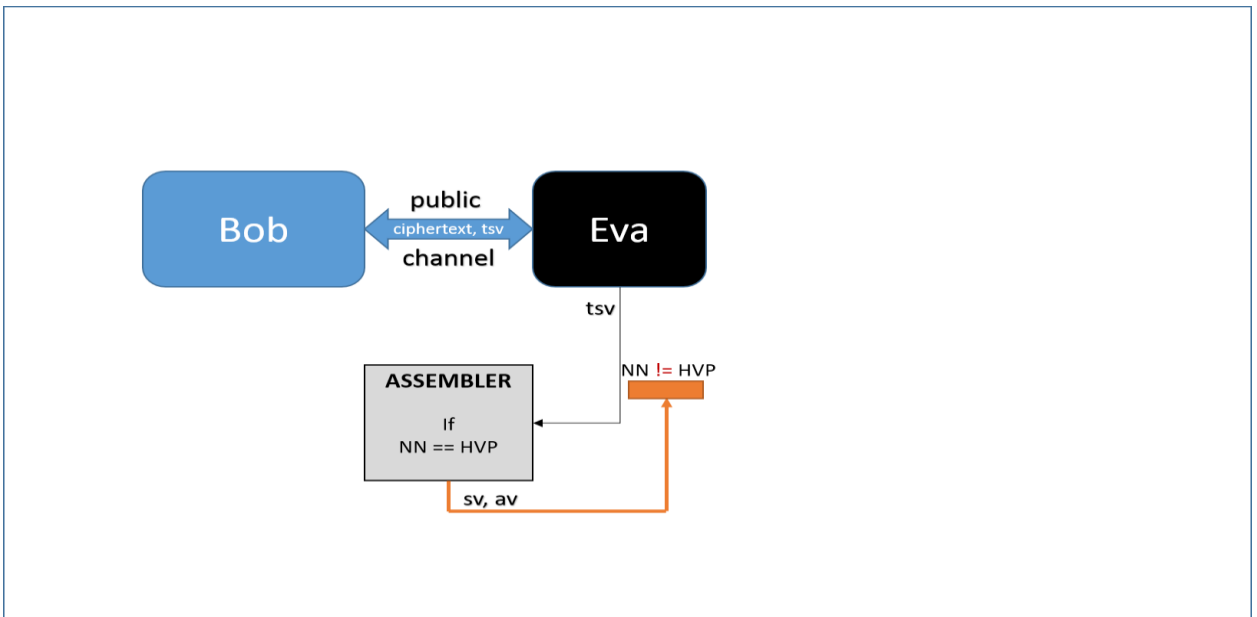 public
Bob
ciphertext, tsv
Eva
channel
tsv
NN != HVP
ASSEMBLER
If
NN == HVP
sv, av